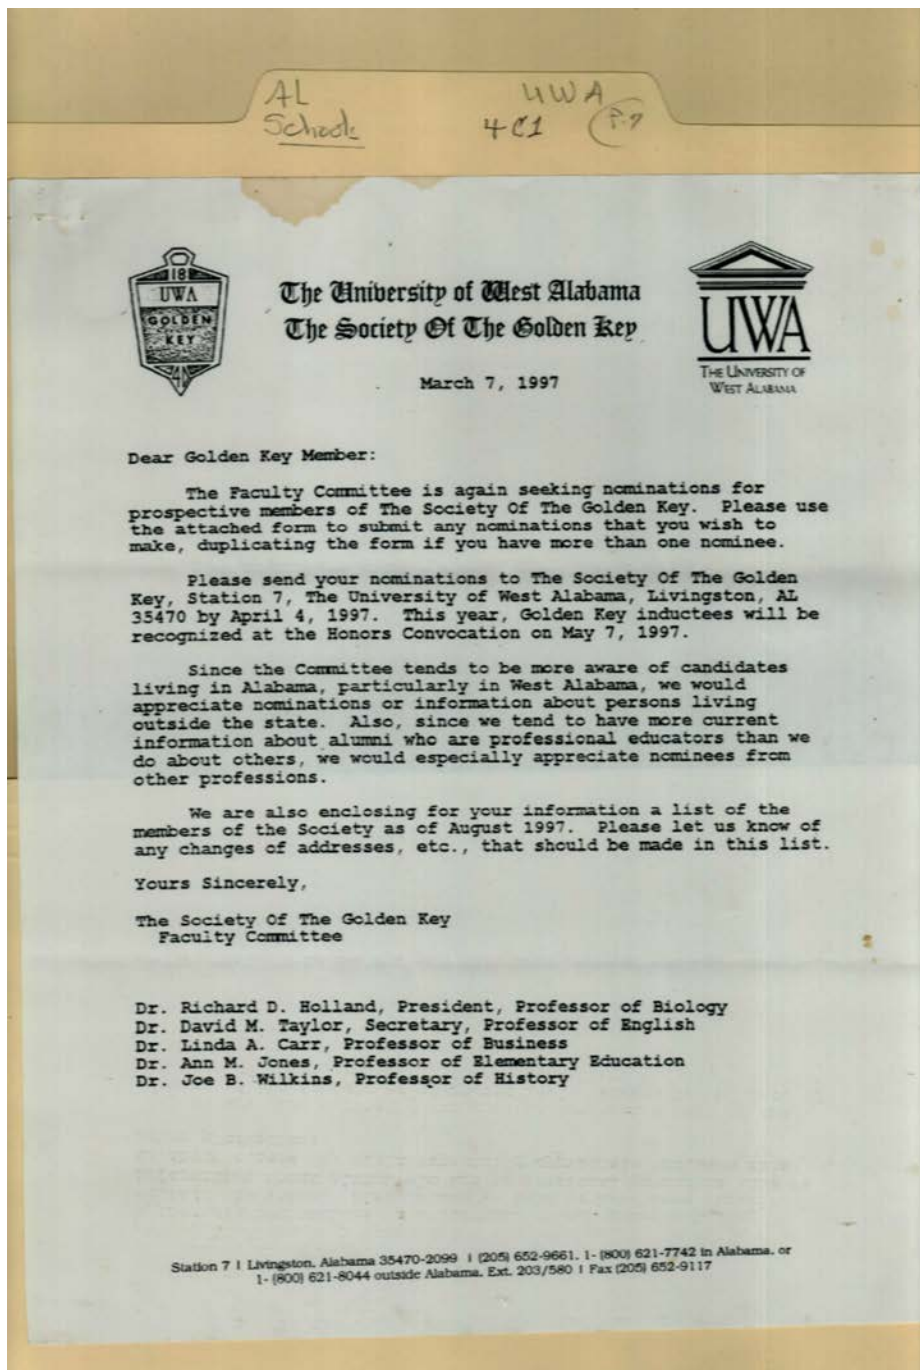 AL UWA
Schools 4C1
18
UWA
GOLDEN
KEY
The University of West Alabama
The Society Of The Golden Key
UWA
THE UNIVERSITY OF
WEST ALABAMA
March 7, 1997
Dear Golden Key Member:
The Faculty Committee is again seeking nominations for
prospective members of The Society Of The Golden Key. Please use
the attached form to submit any nominations that you wish to
make, duplicating the form if you have more than one nominee.
Please send your nominations to The Society Of The Golden
Key, Station 7, The University of West Alabama, Livingston, AL
35470 by April 4, 1997. This year, Golden Key inductees will be
recognized at the Honors Convocation on May 7, 1997.
Since the Committee tends to be more aware of candidates
living in Alabama, particularly in West Alabama, we would
appreciate nominations or information about persons living
outside the state. Also, since we tend to have more current
information about alumni who are professional educators than we
do about others, we would especially appreciate nominees from
other professions.
We are also enclosing for your information a list of the
members of the Society as of August 1997. Please let us know of
any changes of addresses, etc., that should be made in this list.
Yours Sincerely,
The Society Of The Golden Key
Faculty Committee
Dr. Richard D. Holland, President, Professor of Biology
Dr. David M. Taylor, Secretary, Professor of English
Dr. Linda A. Carr, Professor of Business
Dr. Ann M. Jones, Professor of Elementary Education
Dr. Joe B. Wilkins, Professor of History
Station 7 | Livingston, Alabama 35470-2099 | (205) 652-9661, 1- (800) 621-7742 in Alabama, or
1- (800) 621-8044 outside Alabama, Ext. 203/580 | Fax (205) 652-9117